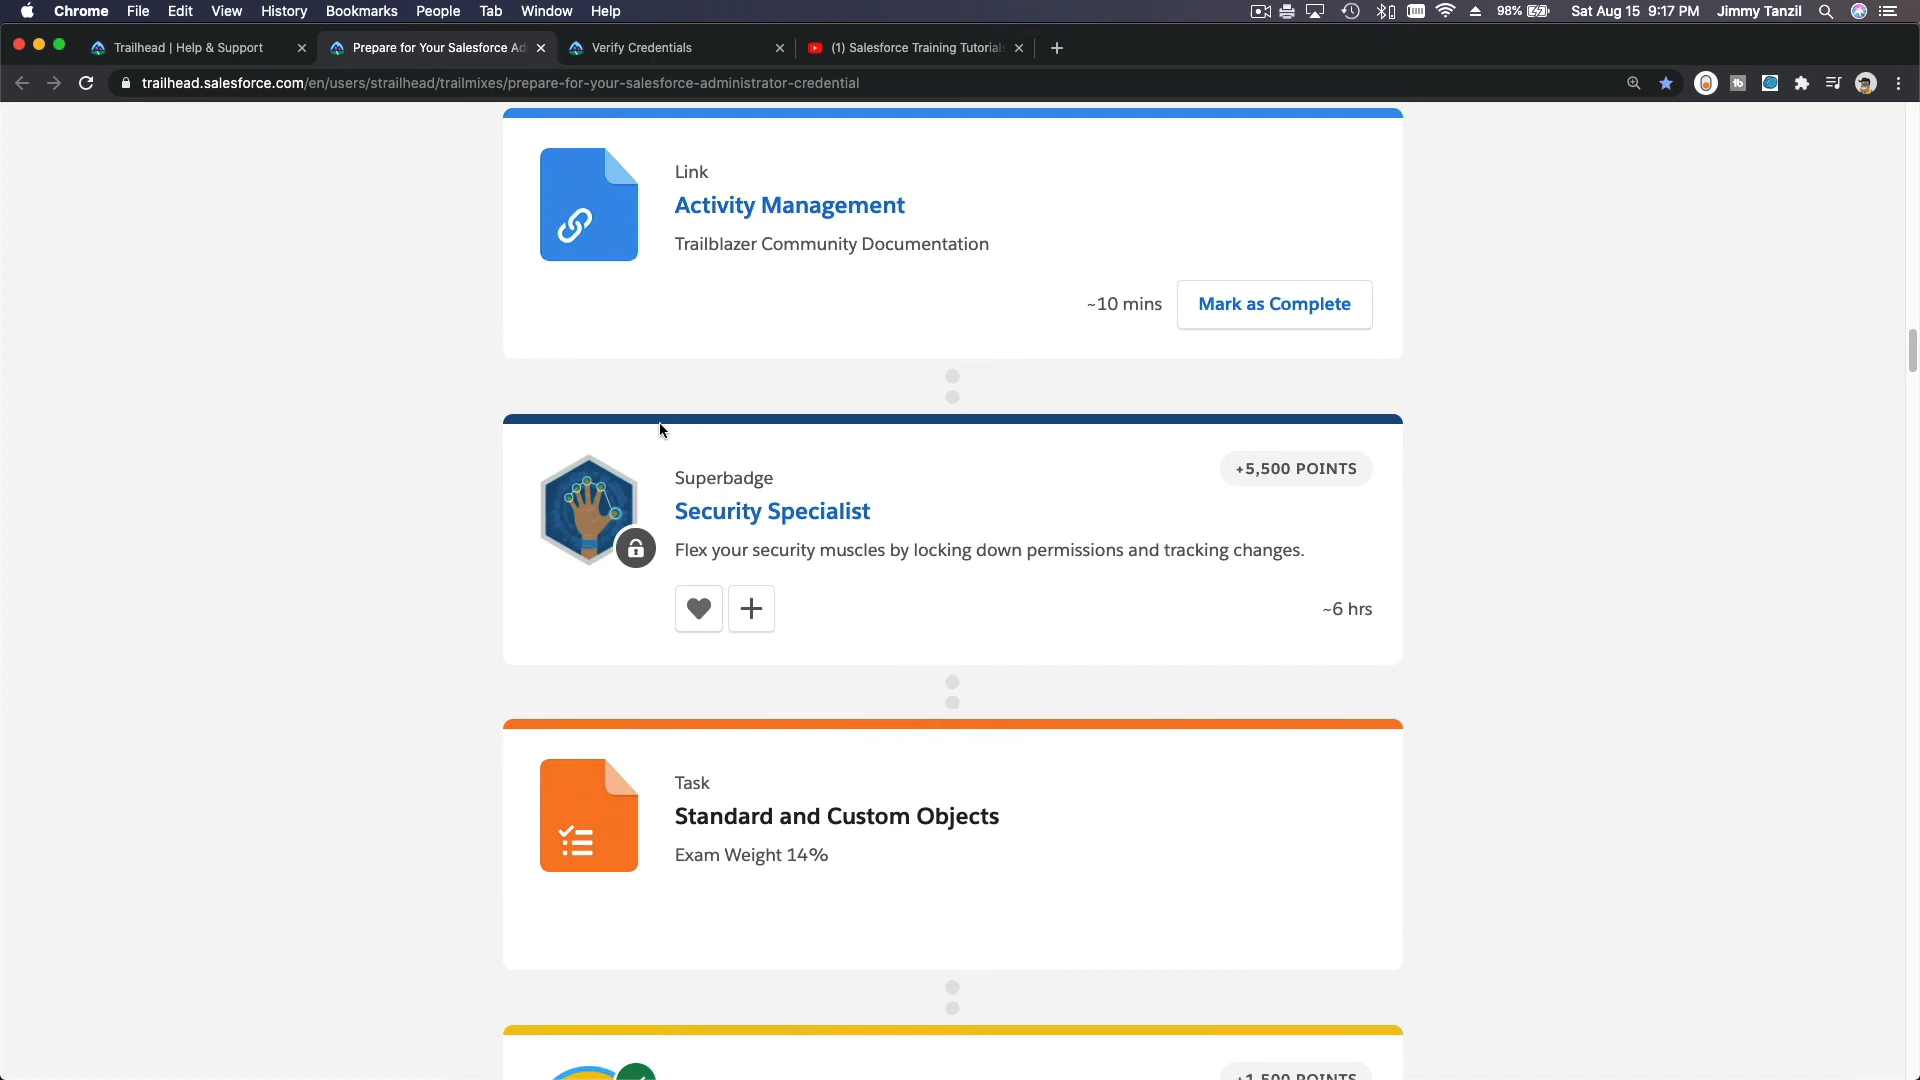 Chrome File Edit View History Bookmarks People Tab Window Help 98% Sat Aug 15 9:17 PM Jimmy Tanzil
Trailhead | Help & Support Prepare for Your Salesforce Ad Verify Credentials (1) Salesforce Training Tutorials
trailhead.salesforce.com/en/users/strailhead/trailmixes/prepare-for-your-salesforce-administrator-credential
Link
Activity Management
Trailblazer Community Documentation
~10 mins Mark as Complete
+5,500 POINTS
Superbadge
Security Specialist
Flex your security muscles by locking down permissions and tracking changes.
~6 hrs
Task
Standard and Custom Objects
Exam Weight 14%
+1,500 POINTS